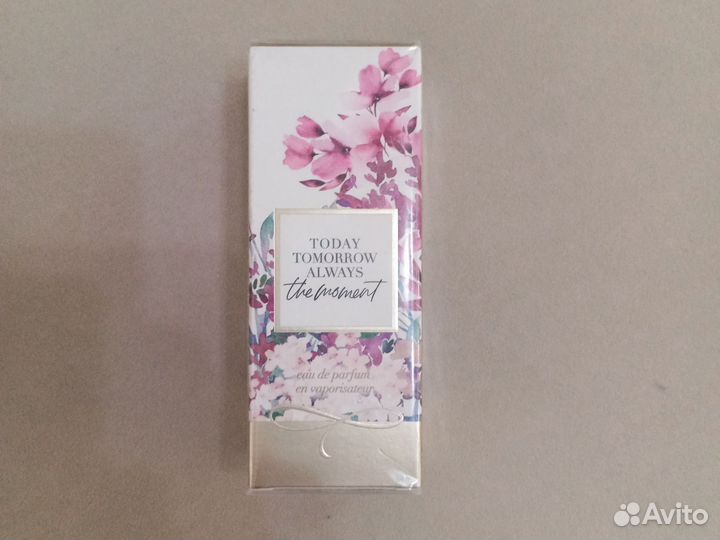 TODAY
TOMORROW
ALWAYS
the moment
eau de parfum
en vaporisateur
Avito